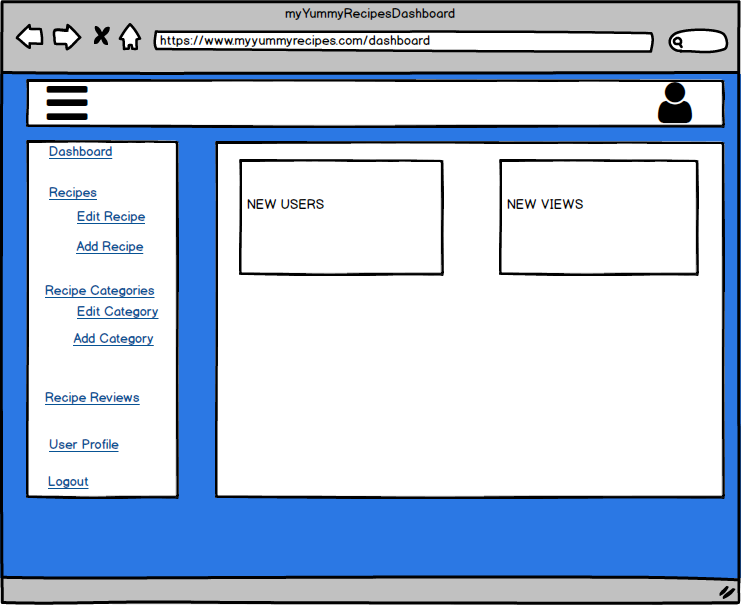 myYummyRecipesDashboard
https://www.myyummyrecipes.com/dashboard
Dashboard
Recipes
Edit Recipe
Add Recipe
Recipe Categories
Edit Category
Add Category
Recipe Reviews
User Profile
Logout
NEW USERS
NEW VIEWS